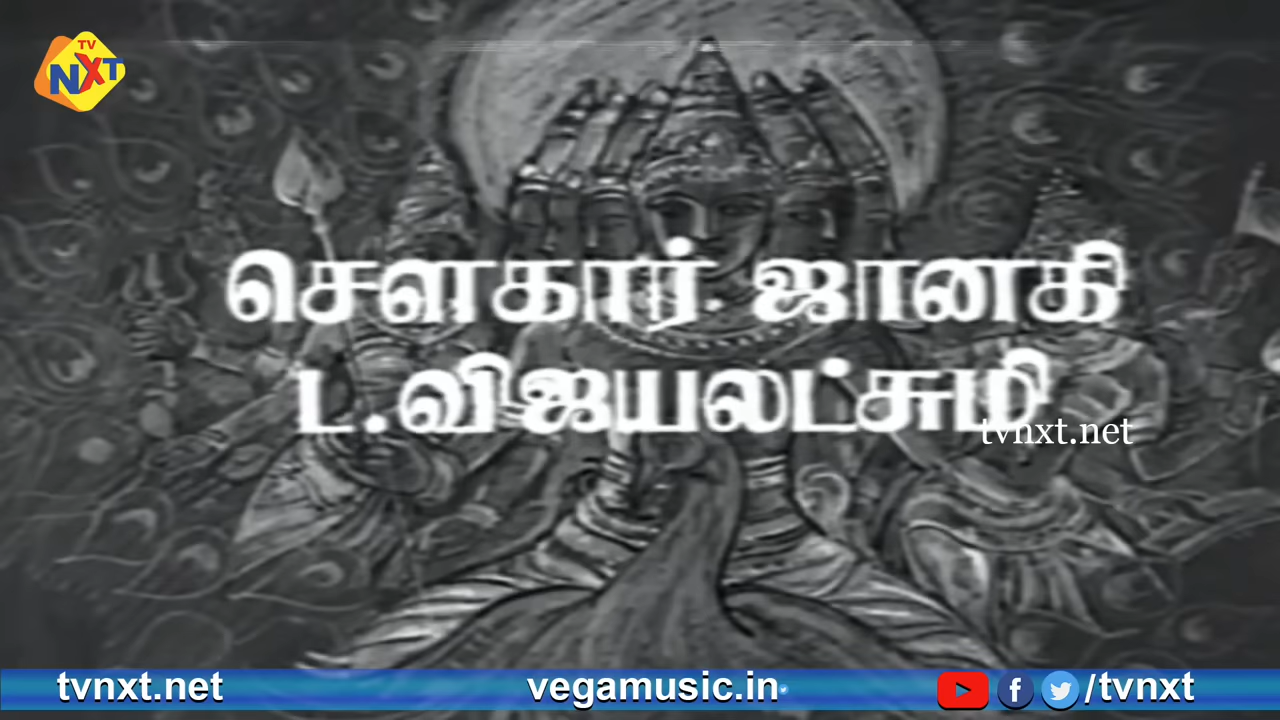 TV
NXT
சௌகார் ஜானகி
ட.விஜயலட்சுமி
tvnxt.net
tvnxt.net
vegamusic.in
/tvnxt